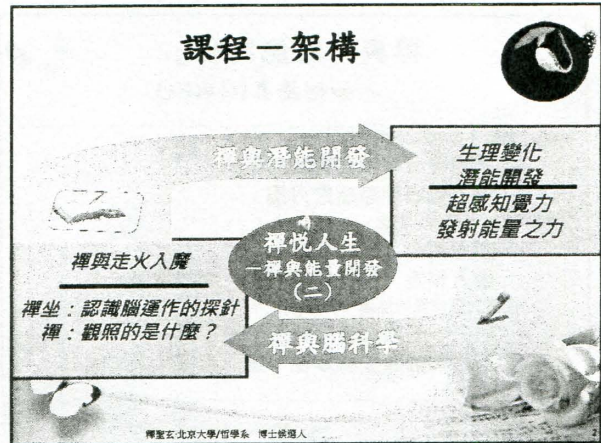 課程－架構
禪與潛能開發
生理變化
潛能開發
超感知覺力
發射能量之力
禪悅人生
－禪與能量開發
（二）
禪與走火入魔
禪坐：認識腦運作的探針
禪：觀照的是什麼？
禪與腦科學
釋聖玄北京大學/哲學系 博士候選人
2